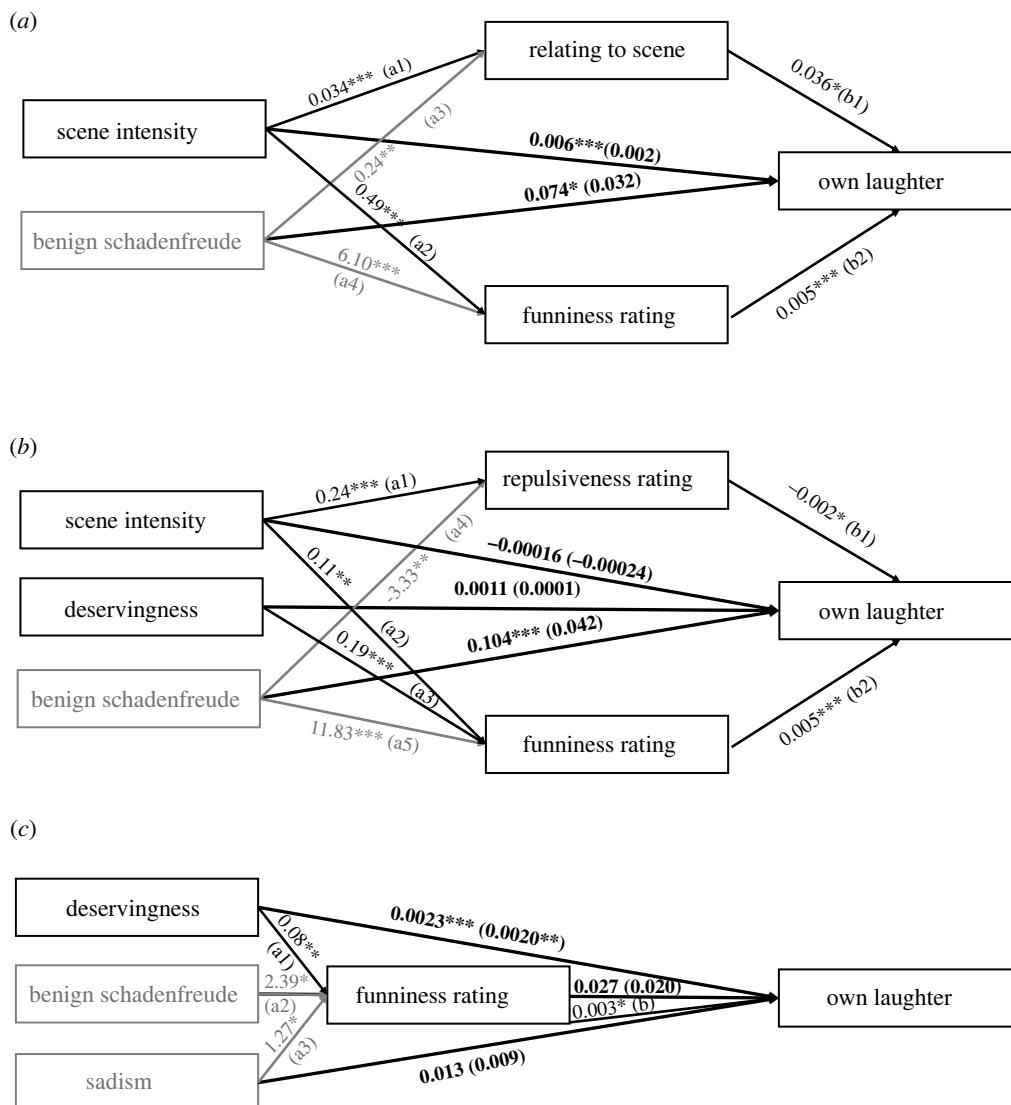 (a)
relating to scene
0.034*** (a1)
0.036*(b1)
(a3)
scene intensity
0.006***(0.002)
0.24**
own laughter
0.074* (0.032)
0.49***
benign schadenfreude
(a2)
6.10***
(a4)
0.005*** (b2)
funniness rating
(b)
repulsiveness rating
0.24*** (a1)
–0.002* (b1)
scene intensity
(a4)
–0.00016 (–0.00024)
0.11**
-3.33**
0.0011 (0.0001)
deservingness
own laughter
(a2)
0.104*** (0.042)
0.19***
(a3)
benign schadenfreude
0.005*** (b2)
11.83*** (a5)
funniness rating
(c)
deservingness
0.0023*** (0.0020**)
0.08**
(a1)
benign schadenfreude
2.39*
funniness rating
0.027 (0.020)
own laughter
(a2)
0.003* (b)
1.27*
(a3)
sadism
0.013 (0.009)